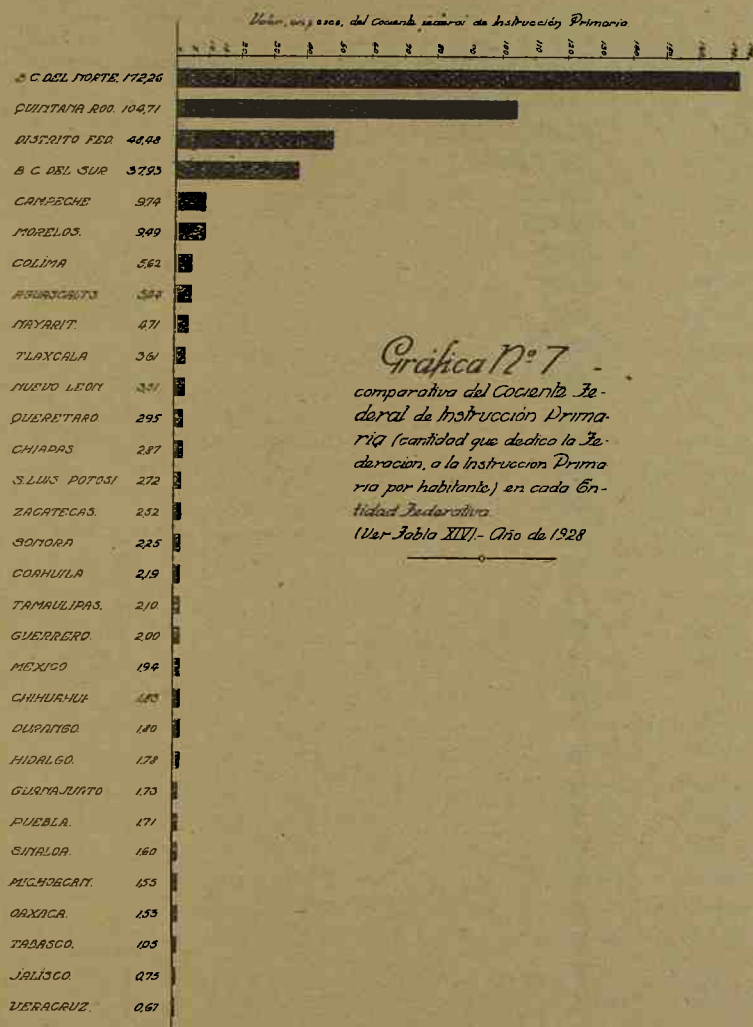 del Cociente de Instrucción Primaria
B C DEL NORTE. 172,26
QUINTANA ROO. 104,71
DISTRITO FED. 48,48
B C DEL SUR 37,93
CAMPECHE 9,74
MORELOS. 9,49
COLIMA 5,62
AGUASCALTS.
NAYARIT. 4,71
TLAXCALA 3,61
NUEVO LEON
QUERETARO. 2,95
CHIAPAS 2,87
S. LUIS POTOSI 2,72
ZACATECAS. 2,52
SONORA 2,25
COAHUILA 2,19
TAMAULIPAS. 2,10
GUERRERO. 2,00
MEXICO 1,94
CHIHUAHUA
DURANGO. 1,80
HIDALGO. 1,78
GUANAJUATO 1,73
PUEBLA. 1,71
SINALOA. 1,60
MICHOACAN. 1,55
OAXACA. 1,53
TABASCO. 1,05
JALISCO. 0,75
VERACRUZ. 0,67
Gráfica Nº 7 -
comparativa del Cociente Fe-
deral de Instrucción Prima-
ria (cantidad que dedico la Fe-
deracion, a la Instruccion Prima
ria por habitante) en cada En-
tidad Federativa.
(Ver Tabla XIV).- Año de 1928